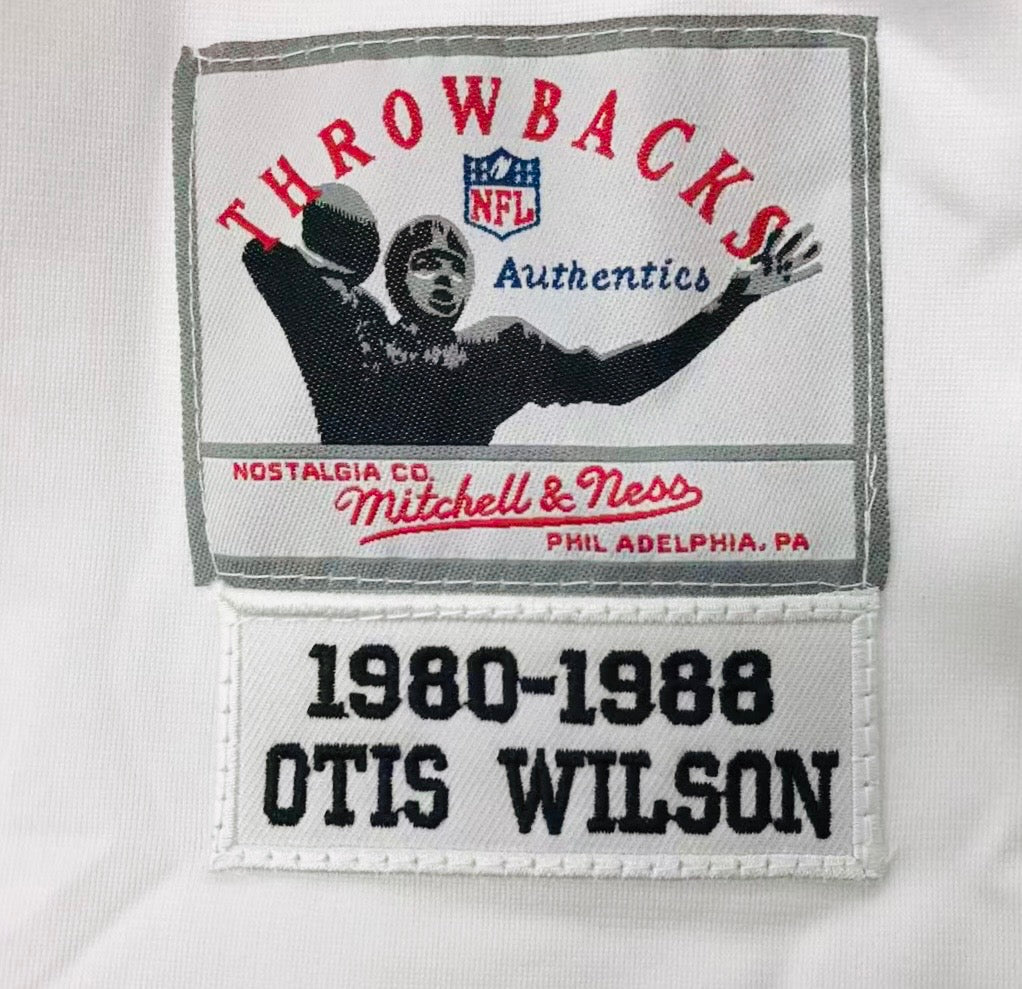 THROWBACKS
NFL
Authentics
NOSTALGIA CO.
Mitchell & Ness
PHILADELPHIA, PA
1980-1988
OTIS WILSON